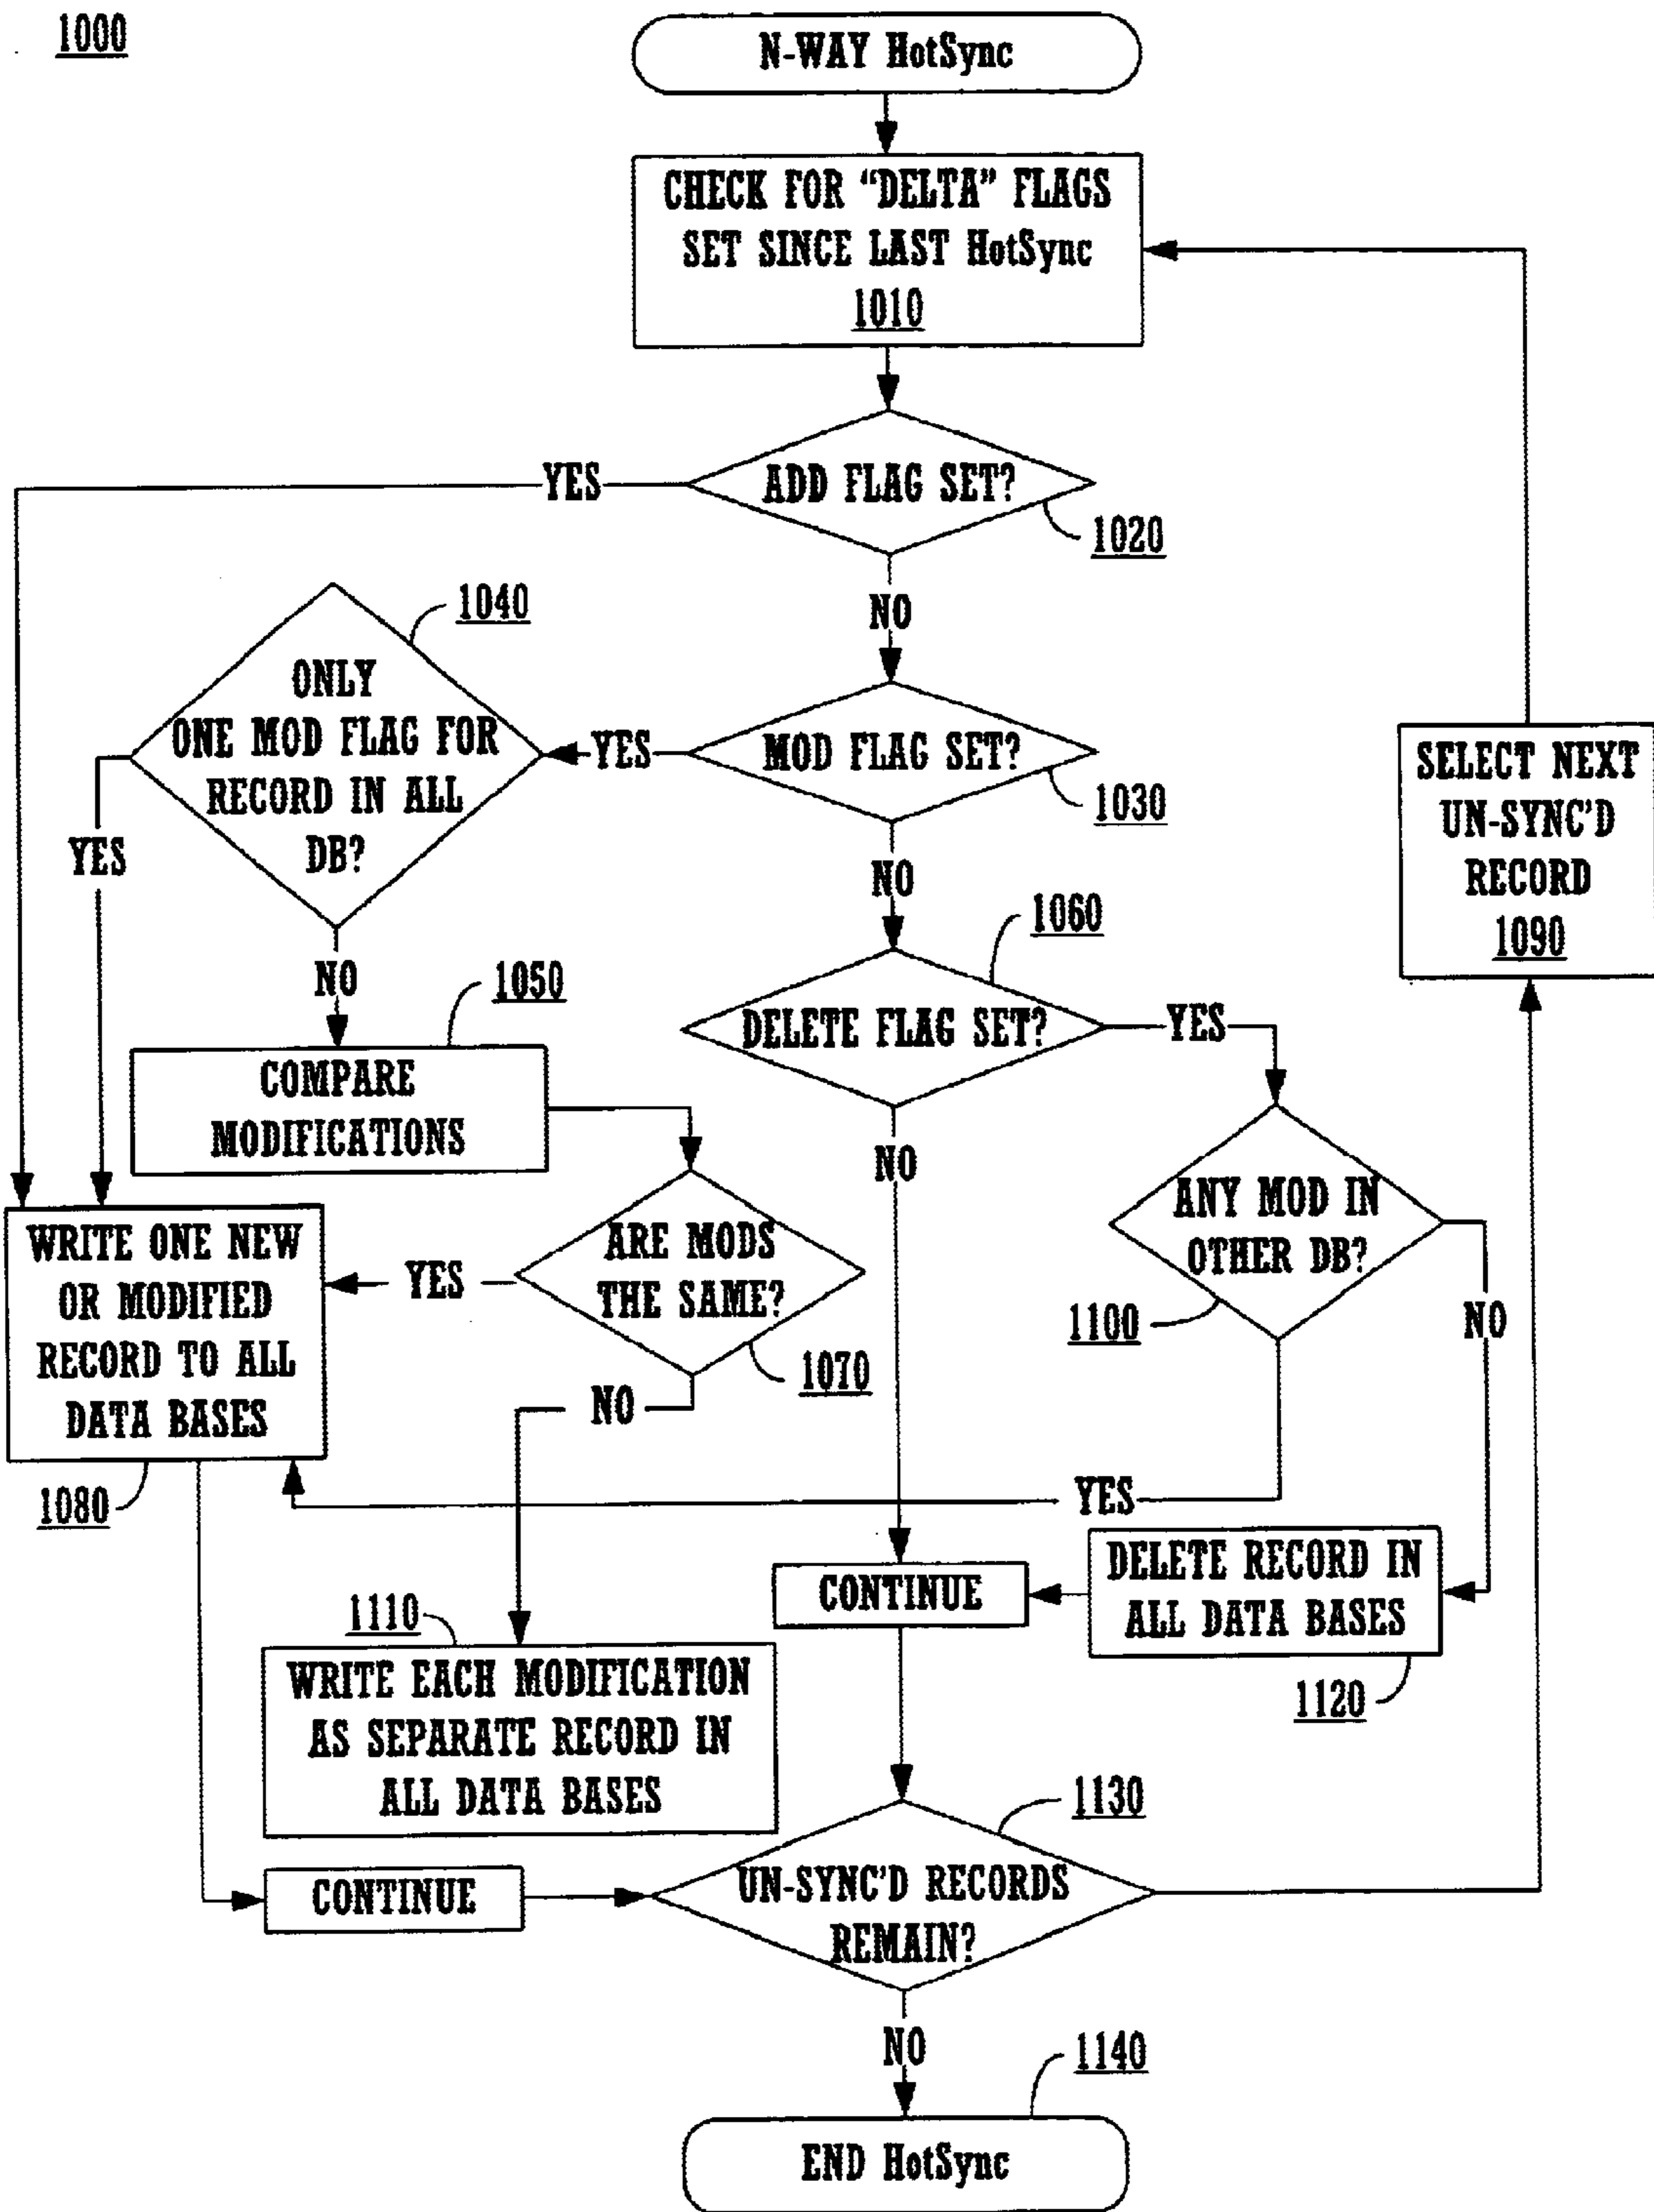 1000
N-WAY HotSync
CHECK FOR “DELTA” FLAGS
SET SINCE LAST HotSync
1010
YES
ADD FLAG SET?
1020
NO
1040
ONLY
ONE MOD FLAG FOR
RECORD IN ALL
DB?
YES
MOD FLAG SET?
1030
SELECT NEXT
UN-SYNC'D
RECORD
1090
YES
NO
NO
1050
1060
DELETE FLAG SET?
YES
COMPARE
MODIFICATIONS
NO
ANY MOD IN
OTHER DB?
1100
NO
WRITE ONE NEW
OR MODIFIED
RECORD TO ALL
DATA BASES
1080
YES
ARE MODS
THE SAME?
1070
NO
YES
CONTINUE
DELETE RECORD IN
ALL DATA BASES
1120
1110
WRITE EACH MODIFICATION
AS SEPARATE RECORD IN
ALL DATA BASES
1130
CONTINUE
UN-SYNC'D RECORDS
REMAIN?
NO
1140
END HotSync